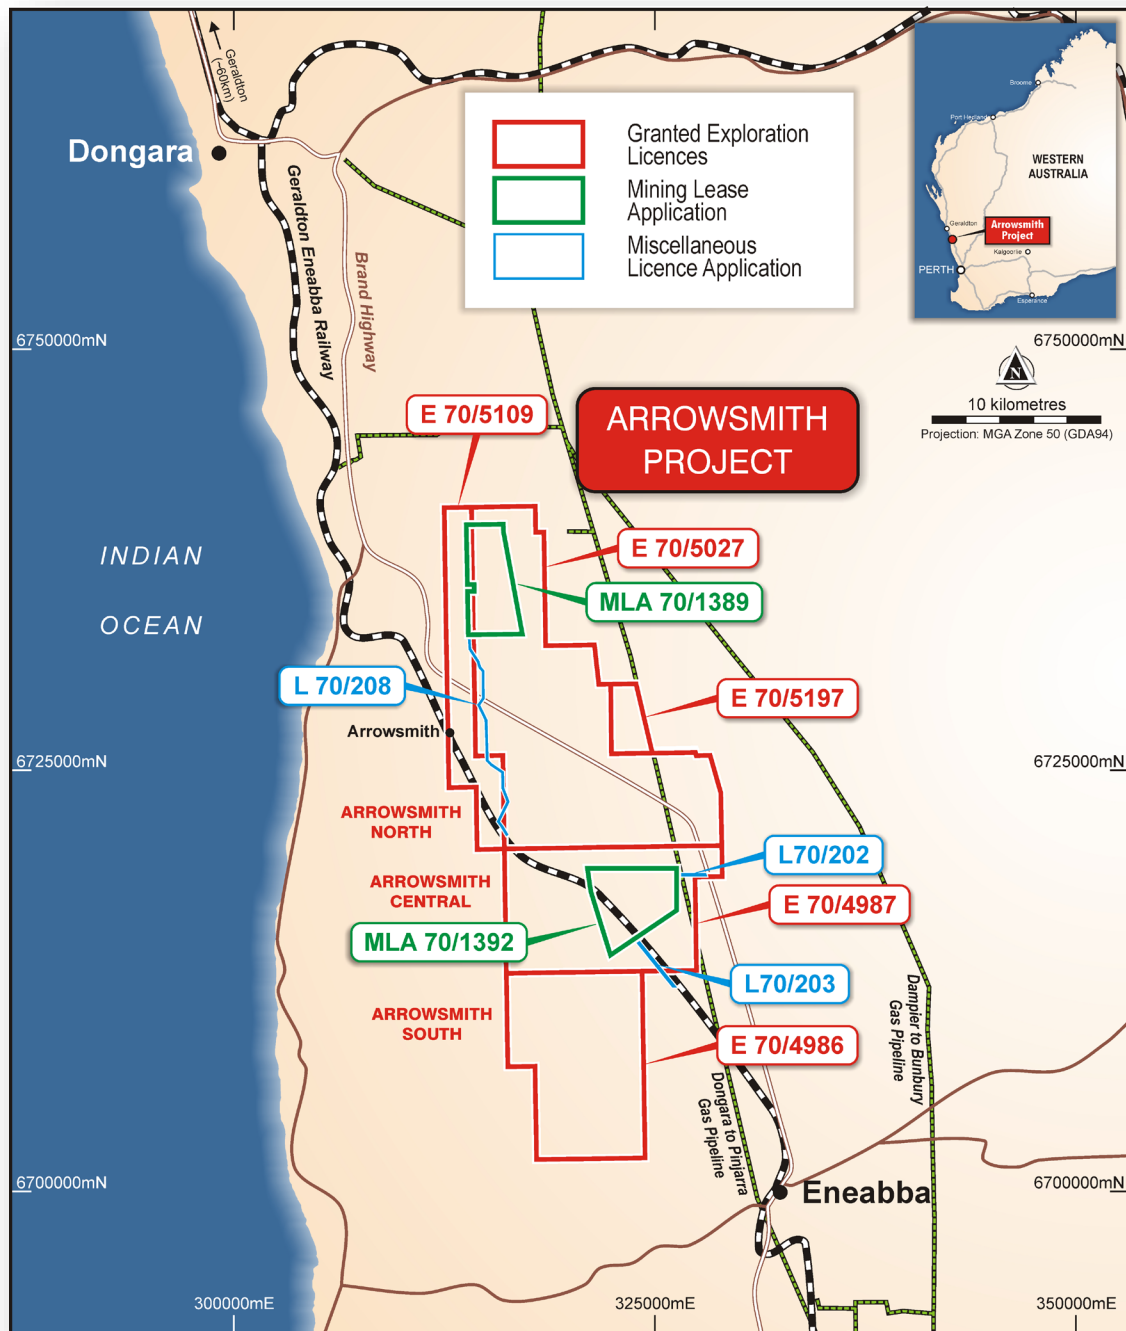 Geraldton
(~60km)
Dongara
Geraldton Eneabba Railway
Brand Highway
Granted Exploration
Licences
Mining Lease
Application
Miscellaneous
Licence Application
Broome
Port Hedland
WESTERN
AUSTRALIA
Geraldton
Arrowsmith
Project
Kalgoorlie
PERTH
Esperance
6750000mN
6750000mN
N
10 kilometres
Projection: MGA Zone 50 (GDA94)
E 70/5109
ARROWSMITH
PROJECT
INDIAN
OCEAN
E 70/5027
MLA 70/1389
L 70/208
E 70/5197
Arrowsmith
6725000mN
6725000mN
ARROWSMITH
NORTH
L70/202
ARROWSMITH
CENTRAL
E 70/4987
MLA 70/1392
L70/203
ARROWSMITH
SOUTH
E 70/4986
Dampier to Bunbury
Gas Pipeline
Dongara to Pinjarra
Gas Pipeline
6700000mN
6700000mN
Eneabba
300000mE
325000mE
350000mE